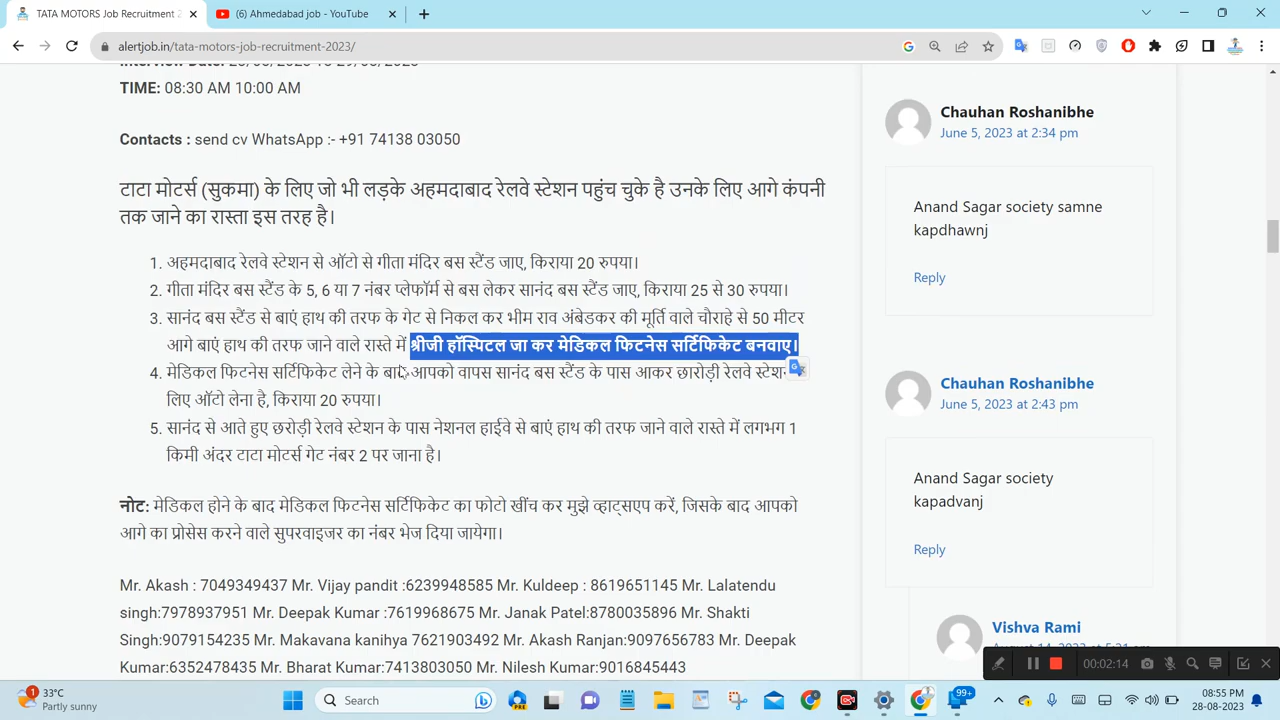 TATA MOTORS Job Recruitment 2
(6) Ahmedabad job - YouTube
alertjob.in/tata-motors-job-recruitment-2023/
TIME: 08:30 AM 10:00 AM
Contacts : send cv WhatsApp :- +91 74138 03050
टाटा मोटर्स (सुकमा) के लिए जो भी लड़के अहमदाबाद रेलवे स्टेशन पहुंच चुके है उनके लिए आगे कंपनी
तक जाने का रास्ता इस तरह है।
1. अहमदाबाद रेलवे स्टेशन से ऑटो से गीता मंदिर बस स्टैंड जाए, किराया 20 रुपया।
2. गीता मंदिर बस स्टैंड के 5, 6 या 7 नंबर प्लेफॉर्म से बस लेकर सानंद बस स्टैंड जाए, किराया 25 से 30 रुपया।
3. सानंद बस स्टैंड से बाएं हाथ की तरफ के गेट से निकल कर भीम राव अंबेडकर की मूर्ति वाले चौराहे से 50 मीटर
आगे बाएं हाथ की तरफ जाने वाले रास्ते में श्रीजी हॉस्पिटल जा कर मेडिकल फिटनेस सर्टिफिकेट बनवाए।
4. मेडिकल फिटनेस सर्टिफिकेट लेने के बाद आपको वापस सानंद बस स्टैंड के पास आकर छारोड़ी रेलवे
लिए ऑटो लेना है, किराया 20 रुपया।
5. सानंद से आते हुए छरोड़ी रेलवे स्टेशन के पास नेशनल हाईवे से बाएं हाथ की तरफ जाने वाले रास्ते में लगभग 1
किमी अंदर टाटा मोटर्स गेट नंबर 2 पर जाना है।
नोट: मेडिकल होने के बाद मेडिकल फिटनेस सर्टिफिकेट का फोटो खींच कर मुझे व्हाट्सएप करें, जिसके बाद आपको
आगे का प्रोसेस करने वाले सुपरवाइजर का नंबर भेज दिया जायेगा।
Mr. Akash : 7049349437 Mr. Vijay pandit :6239948585 Mr. Kuldeep : 8619651145 Mr. Lalatendu
singh:7978937951 Mr. Deepak Kumar :7619968675 Mr. Janak Patel:8780035896 Mr. Shakti
Singh:9079154235 Mr. Makavana kanihya 7621903492 Mr. Akash Ranjan:9097656783 Mr. Deepak
Kumar:6352478435 Mr. Bharat Kumar:7413803050 Mr. Nilesh Kumar:9016845443
Chauhan Roshanibhe
June 5, 2023 at 2:34 pm
Anand Sagar society samne
kapdhawnj
Reply
Chauhan Roshanibhe
June 5, 2023 at 2:43 pm
Anand Sagar society
kapadvanj
Reply
Vishva Rami
00:02:14
1
33°C
Partly sunny
Search
PRE
99+
08:55 PM
28-08-2023